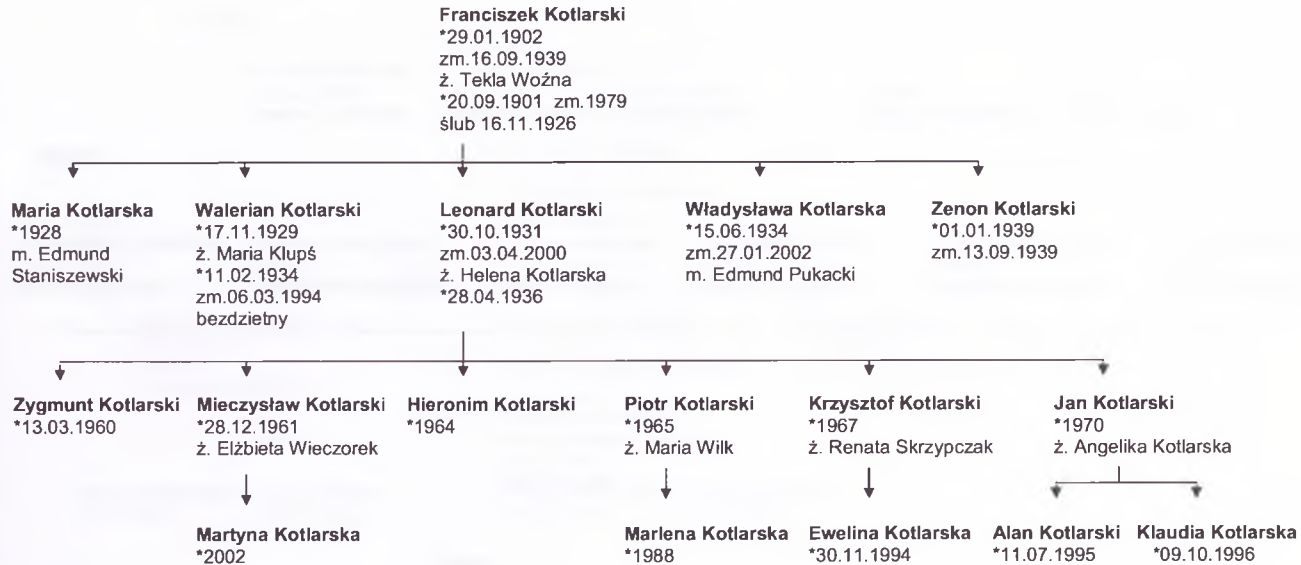 Franciszek Kotlarski
*29.01.1902
zm.16.09.1939
ż. Tekla Woźna
*20.09.1901 zm.1979
ślub 16.11.1926
Maria Kotlarska
*1928
m. Edmund
Staniszewski
Walerian Kotlarski
*17.11.1929
ż. Maria Klupś
*11.02.1934
zm.06.03.1994
bezdzietny
Leonard Kotlarski
*30.10.1931
zm.03.04.2000
ż. Helena Kotlarska
*28.04.1936
Władysława Kotlarska
*15.06.1934
zm.27.01.2002
m. Edmund Pukacki
Zenon Kotlarski
*01.01.1939
zm.13.09.1939
Zygmunt Kotlarski
*13.03.1960
Mieczysław Kotlarski
*28.12.1961
ż. Elżbieta Wieczorek
Hieronim Kotlarski
*1964
Piotr Kotlarski
*1965
ż. Maria Wilk
Krzysztof Kotlarski
*1967
ż. Renata Skrzypczak
Jan Kotlarski
*1970
ż. Angelika Kotlarska
Martyna Kotlarska
*2002
Marlena Kotlarska
*1988
Ewelina Kotlarska
*30.11.1994
Alan Kotlarski
*11.07.1995
Klaudia Kotlarska
*09.10.1996